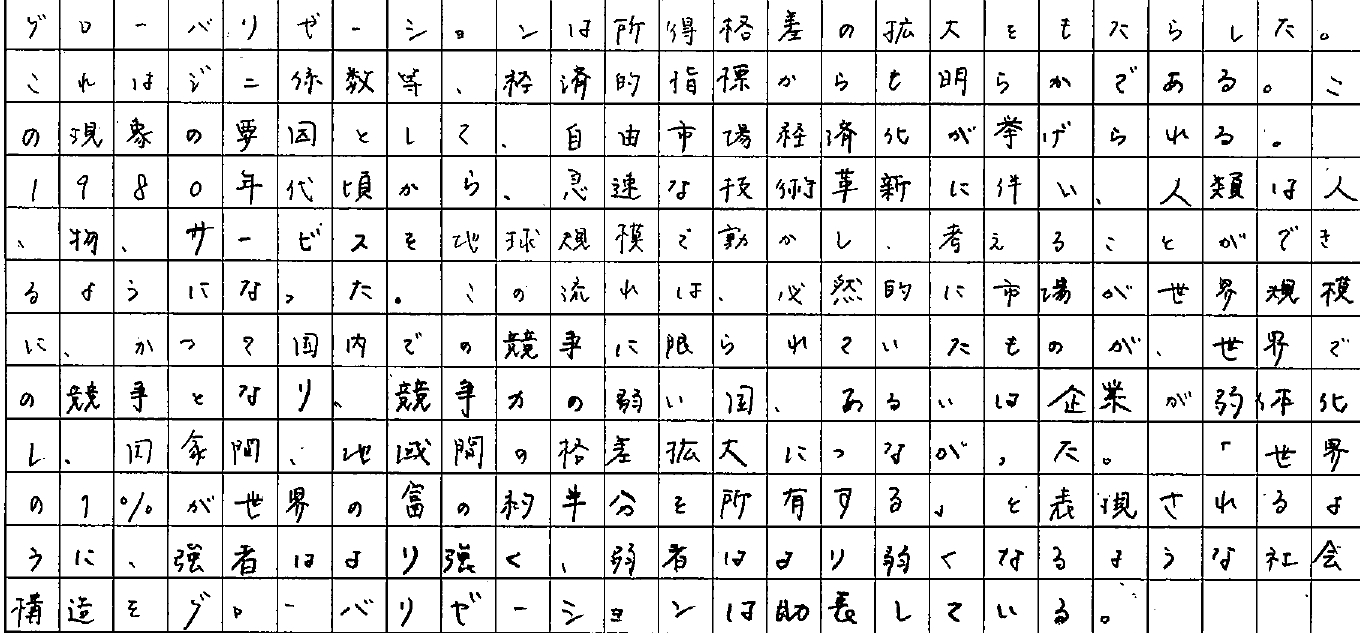 グローバリゼーションは所得格差の拡大をもたらした。
これはジニ係数等、経済的指標からも明らかである。こ
の現象の要因として、自由市場経済化が挙げられる。
1980年代頃から、急速な技術革新に伴い、人類は人
、物、サービスを地球規模で動かし、考えることができ
るようになった。この流れは、必然的に市場が世界規模
に、かつて国内での競争に限られていたものが、世界で
の競争となり、競争力の弱い国、あるいは企業が弱体化
し、国家間、地域間の格差拡大につながった。「世界
の1%が世界の富の約半分を所有する」と表現されるよ
うに、強者はより強く、弱者はより弱くなるような社会
構造をグローバリゼーションは助長している。